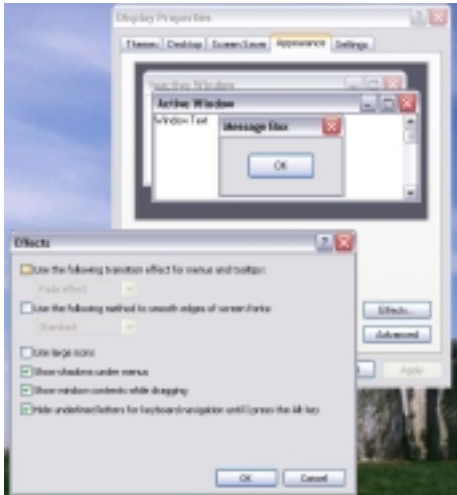 Display Properties
Themes Desktop Screen Saver Appearance Settings
Inactive Window
Active Window
Window Text
Message Box
OK
Effects
Use the following transition effect for menus and tooltips:
Fade effect
Use the following method to smooth edges of screen fonts:
Standard
Use large icons
Show shadows under menus
Show window contents while dragging
Hide underlined letters for keyboard navigation until I press the Alt key
Effects...
Advanced
Apply
OK Cancel